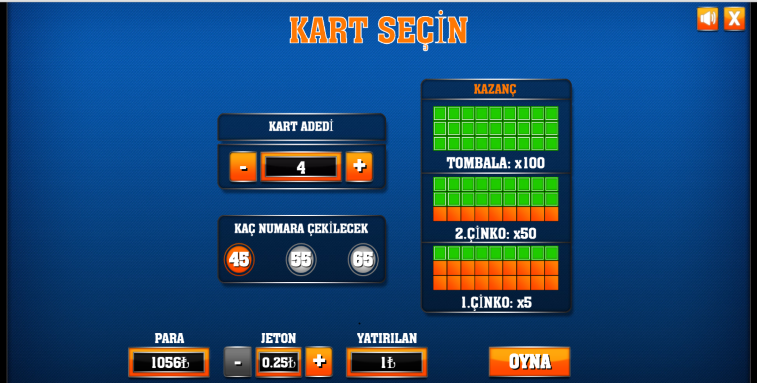 KART SEÇİN
X
KAZANÇ
KART ADEDİ
- 4 +
TOMBALA: x100
KAÇ NUMARA ÇEKİLECEK
2.ÇİNKO: x50
45 55 65
1.ÇİNKO: x5
PARA JETON YATIRILAN
1056₺ - 0.25₺ + 1₺ OYNA